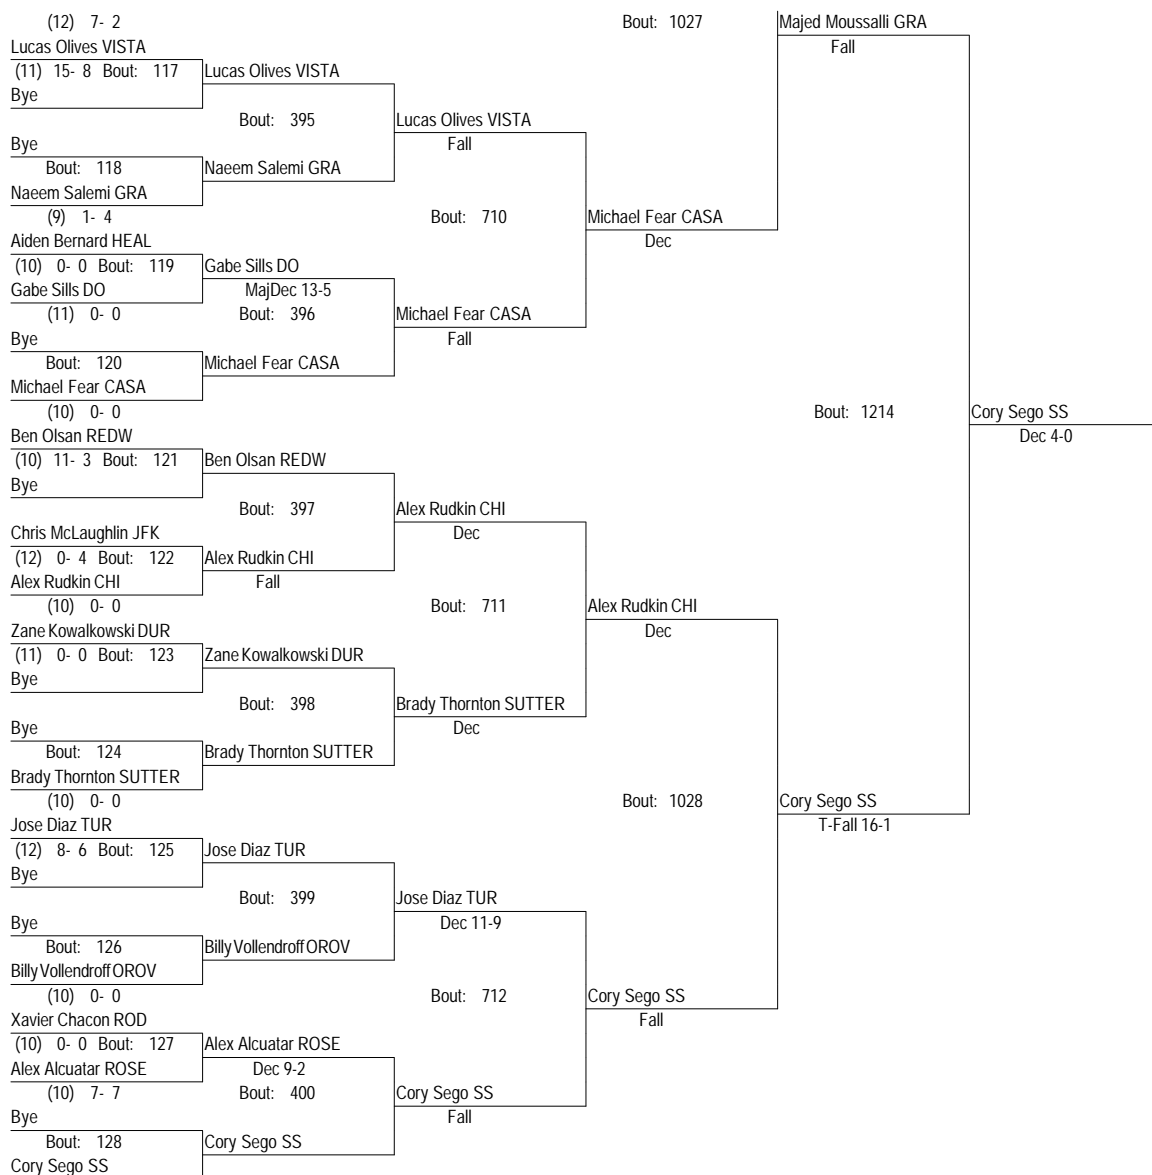 (12) 7- 2
Bout: 1027
Majed Moussalli GRA
Lucas Olives VISTA
Fall
(11) 15- 8 Bout: 117
Lucas Olives VISTA
Bye
Bout: 395
Lucas Olives VISTA
Bye
Fall
Bout: 118
Naeem Salemi GRA
Naeem Salemi GRA
(9) 1- 4
Bout: 710
Michael Fear CASA
Aiden Bernard HEAL
Dec
(10) 0- 0 Bout: 119
Gabe Sills DO
Gabe Sills DO
MajDec 13-5
(11) 0- 0
Bout: 396
Michael Fear CASA
Bye
Fall
Bout: 120
Michael Fear CASA
Michael Fear CASA
(10) 0- 0
Bout: 1214
Cory Sego SS
Ben Olsan REDW
Dec 4-0
(10) 11- 3 Bout: 121
Ben Olsan REDW
Bye
Bout: 397
Alex Rudkin CHI
Chris McLaughlin JFK
Dec
(12) 0- 4 Bout: 122
Alex Rudkin CHI
Alex Rudkin CHI
Fall
(10) 0- 0
Bout: 711
Alex Rudkin CHI
Zane Kowalkowski DUR
Dec
(11) 0- 0 Bout: 123
Zane Kowalkowski DUR
Bye
Bout: 398
Brady Thornton SUTTER
Bye
Dec
Bout: 124
Brady Thornton SUTTER
Brady Thornton SUTTER
(10) 0- 0
Bout: 1028
Cory Sego SS
Jose Diaz TUR
T-Fall 16-1
(12) 8- 6 Bout: 125
Jose Diaz TUR
Bye
Bout: 399
Jose Diaz TUR
Bye
Dec 11-9
Bout: 126
Billy Vollendroff OROV
Billy Vollendroff OROV
(10) 0- 0
Bout: 712
Cory Sego SS
Xavier Chacon ROD
Fall
(10) 0- 0 Bout: 127
Alex Alcuatar ROSE
Alex Alcuatar ROSE
Dec 9-2
(10) 7- 7
Bout: 400
Cory Sego SS
Bye
Fall
Bout: 128
Cory Sego SS
Cory Sego SS